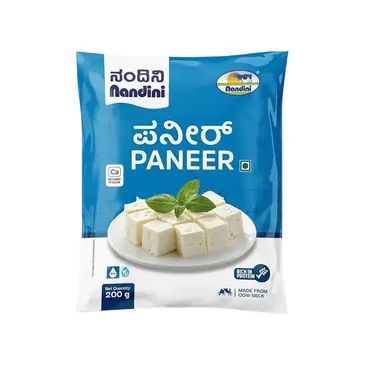 ನಂದಿನಿ
Nandini
Nandini
ಪನೀರ್
PANEER
Ca
RICH IN
PROTEIN
Net Quantity
200 g
MADE FROM
COW MILK